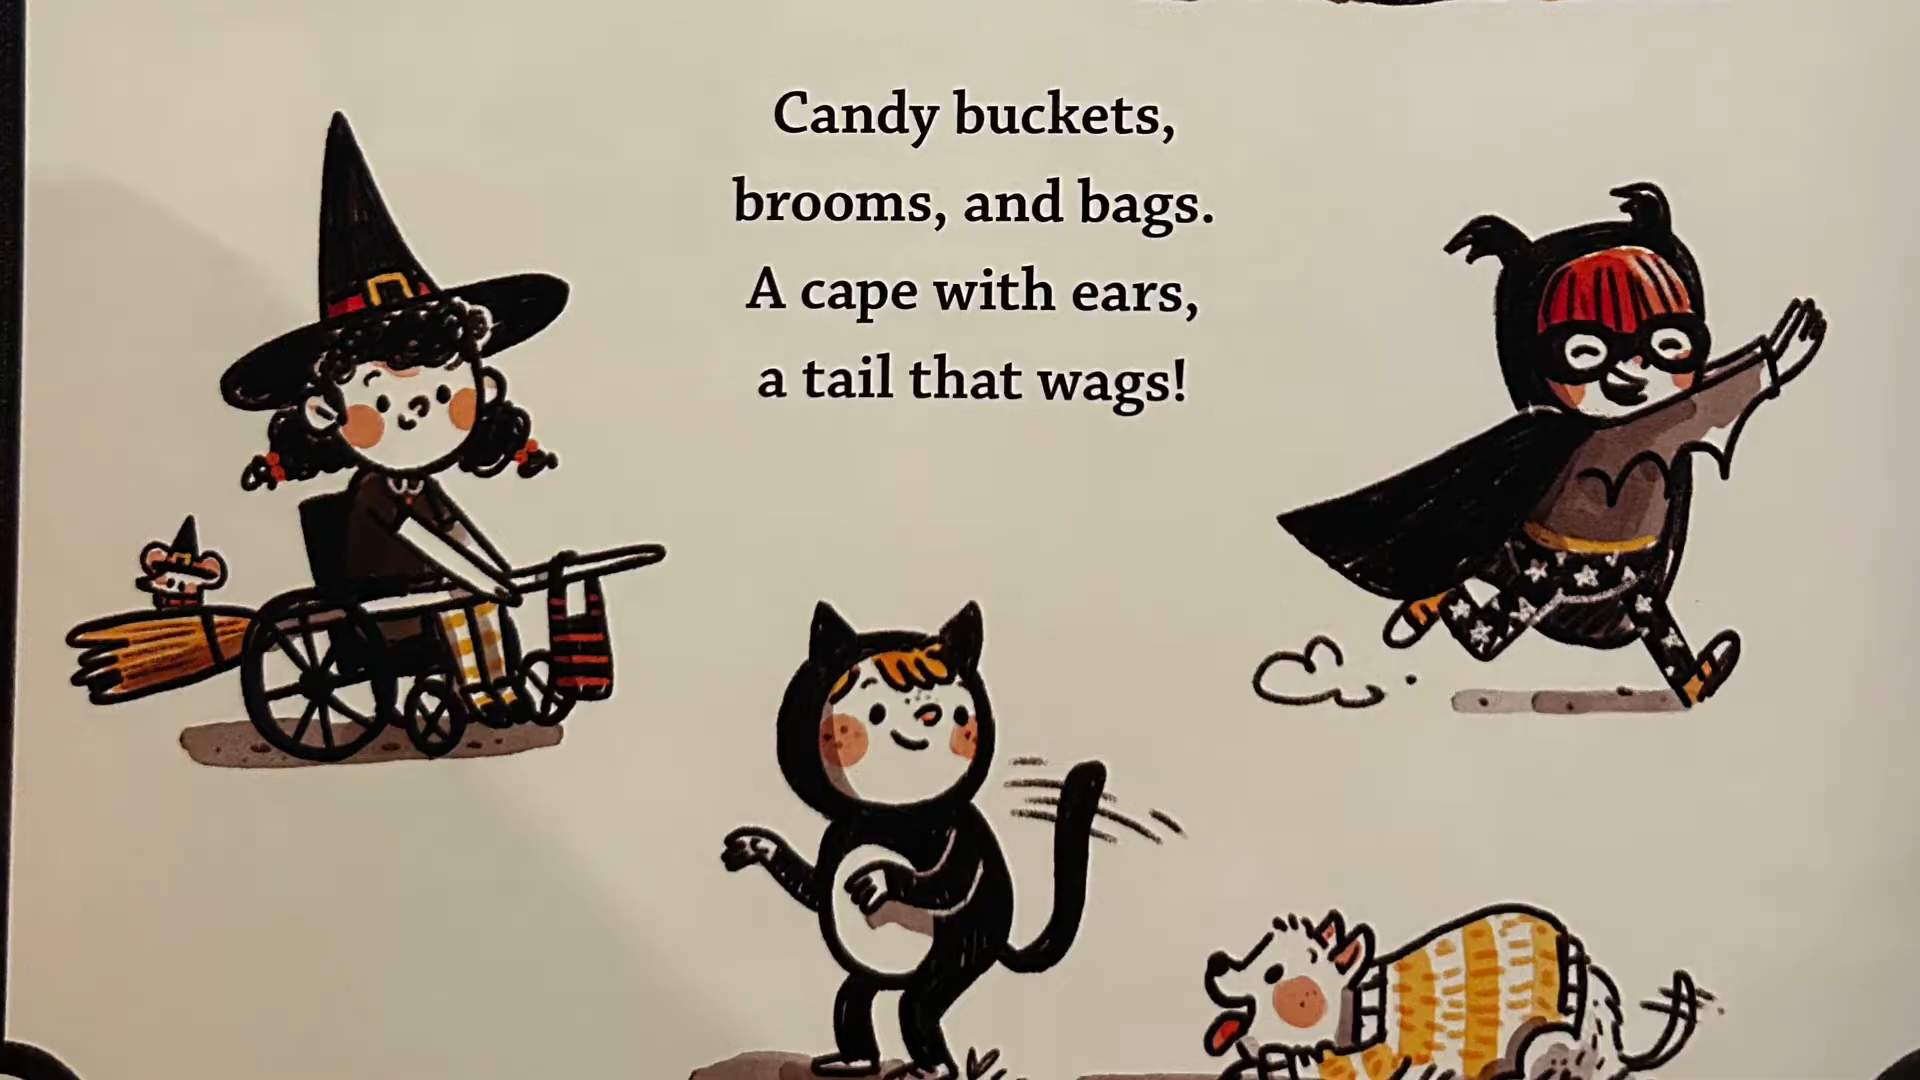 Candy buckets,
brooms, and bags.
A cape with ears,
a tail that wags!